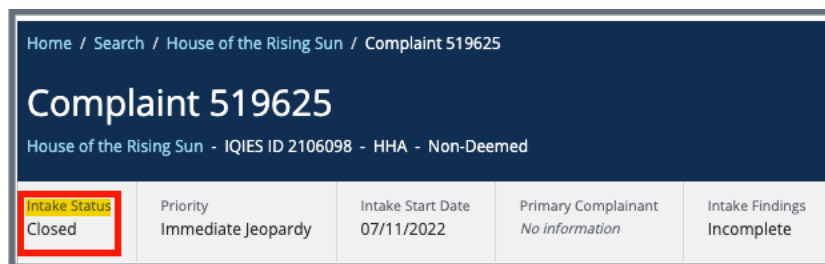 Home / Search / House of the Rising Sun / Complaint 519625
Complaint 519625
House of the Rising Sun - IQIES ID 2106098 - HHA - Non-Deemed
Intake Status Priority Intake Start Date Primary Complainant Intake Findings
Closed Immediate Jeopardy 07/11/2022 No information Incomplete